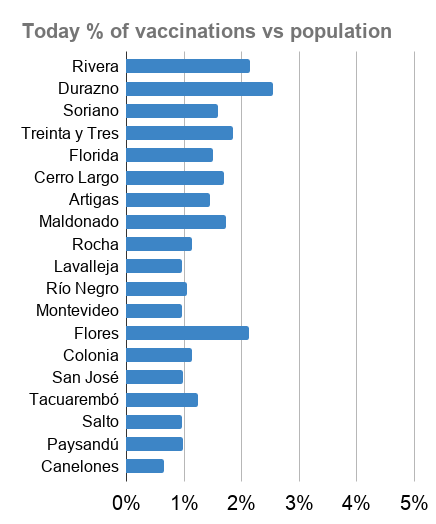 Today % of vaccinations vs population
Rivera
Durazno
Soriano
Treinta y Tres
Florida
Cerro Largo
Artigas
Maldonado
Rocha
Lavalleja
Río Negro
Montevideo
Flores
Colonia
San José
Tacuarembó
Salto
Paysandú
Canelones
0% 1% 2% 3% 4% 5%